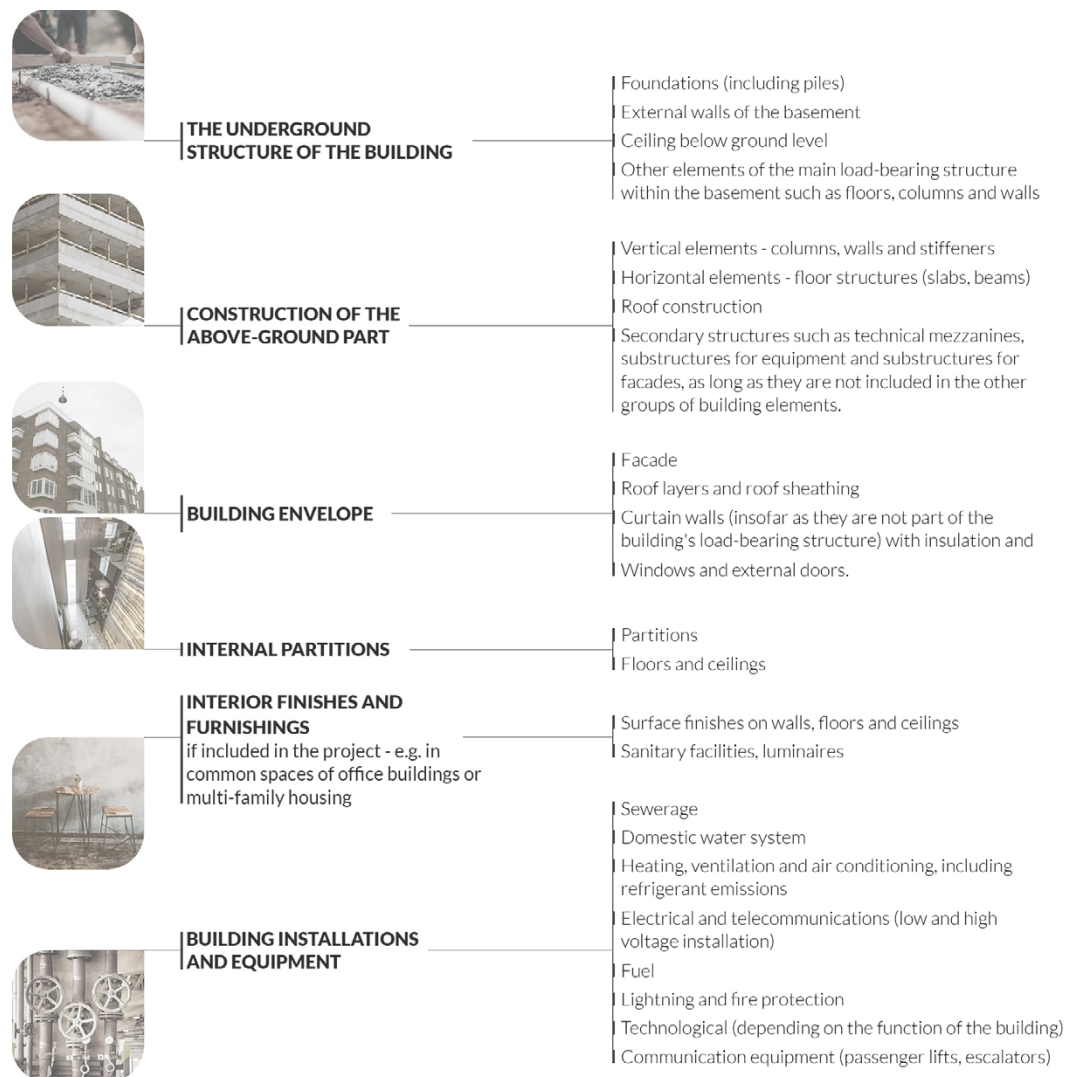 THE UNDERGROUND
STRUCTURE OF THE BUILDING
Foundations (including piles)
External walls of the basement
Ceiling below ground level
Other elements of the main load-bearing structure
within the basement such as floors, columns and walls
CONSTRUCTION OF THE
ABOVE-GROUND PART
Vertical elements - columns, walls and stiffeners
Horizontal elements - floor structures (slabs, beams)
Roof construction
Secondary structures such as technical mezzanines,
substructures for equipment and substructures for
facades, as long as they are not included in the other
groups of building elements.
BUILDING ENVELOPE
Facade
Roof layers and roof sheathing
Curtain walls (insofar as they are not part of the
building's load-bearing structure) with insulation and
Windows and external doors.
INTERNAL PARTITIONS
Partitions
Floors and ceilings
INTERIOR FINISHES AND
FURNISHINGS
if included in the project - e.g. in
common spaces of office buildings or
multi-family housing
Surface finishes on walls, floors and ceilings
Sanitary facilities, luminaires
BUILDING INSTALLATIONS
AND EQUIPMENT
Sewerage
Domestic water system
Heating, ventilation and air conditioning, including
refrigerant emissions
Electrical and telecommunications (low and high
voltage installation)
Fuel
Lightning and fire protection
Technological (depending on the function of the building)
Communication equipment (passenger lifts, escalators)